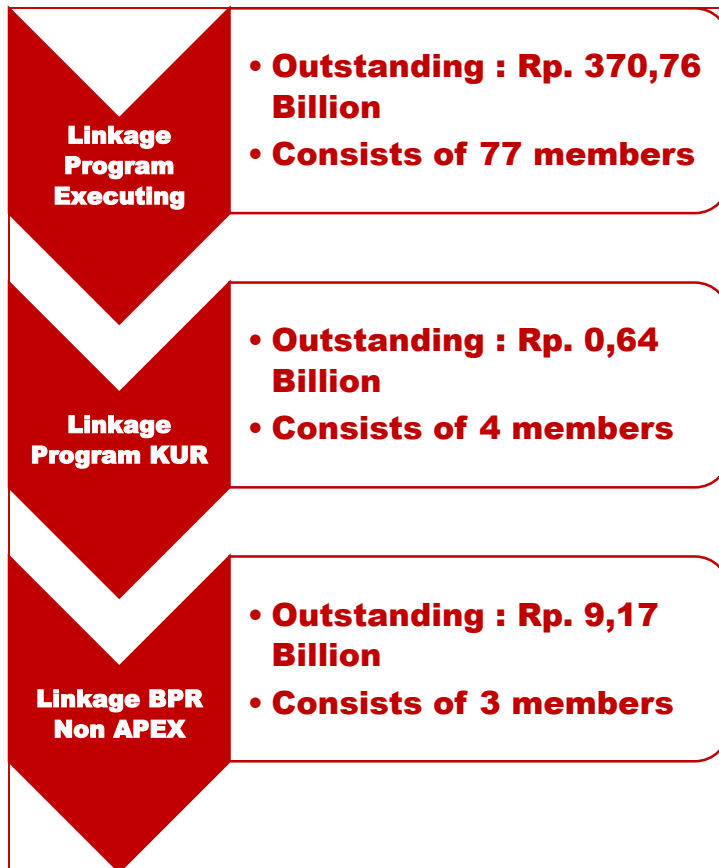 Linkage
Program
Executing
• Outstanding : Rp. 370,76
Billion
• Consists of 77 members
Linkage
Program KUR
• Outstanding : Rp. 0,64
Billion
• Consists of 4 members
Linkage BPR
Non APEX
• Outstanding : Rp. 9,17
Billion
• Consists of 3 members